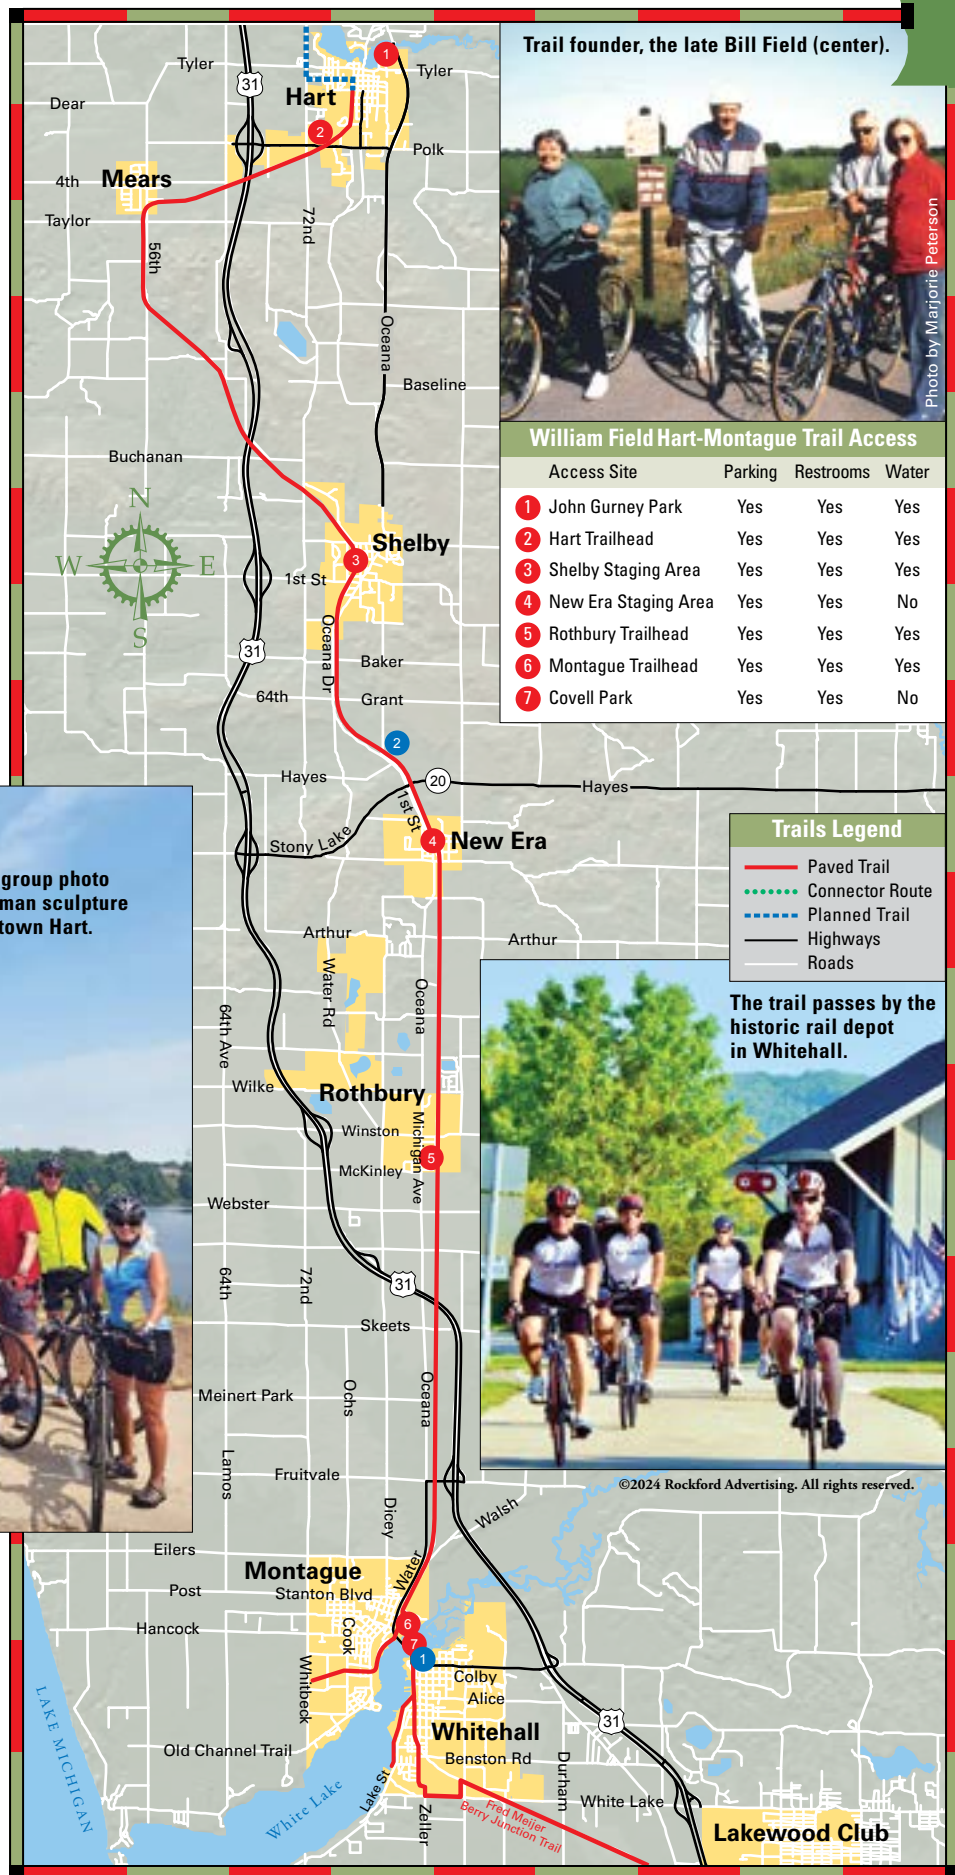 Trail founder, the late Bill Field (center).
Photo by Marjorie Peterson
William Field Hart-Montague Trail Access
Access Site Parking Restrooms Water
1 John Gurney Park Yes Yes Yes
2 Hart Trailhead Yes Yes Yes
3 Shelby Staging Area Yes Yes Yes
4 New Era Staging Area Yes Yes No
5 Rothbury Trailhead Yes Yes Yes
6 Montague Trailhead Yes Yes Yes
7 Covell Park Yes Yes No
Trails Legend
Paved Trail
Connector Route
Planned Trail
Highways
Roads
The trail passes by the
historic rail depot
in Whitehall.
©2024 Rockford Advertising. All rights reserved.
group photo
man sculpture
town Hart.
Tyler
31
1
Tyler
Dear
Hart
2
Polk
4th
Mears
Taylor
72nd
56th
Oceana
Baseline
Buchanan
N
W
E
S
Shelby
3
1st St
Oceana Dr
31
Baker
64th
Grant
2
Hayes
20
Hayes
1st St
Stony Lake
4
New Era
Arthur
Arthur
Water Rd
Oceana
64th Ave
Wilke
Rothbury
Winston
Michigan Ave
5
McKinley
Webster
64th
72nd
31
Skeets
Meinert Park
Ochs
Oceana
Lamos
Fruitvale
Dicey
Walsh
Eilers
Water
Montague
Post
Stanton Blvd
Hancock
Cook
6
7
1
Whitbeck
Colby
Alice
LAKE MICHIGAN
31
Whitehall
Old Channel Trail
Benston Rd
Durham
White Lake
Lake St
Zeller
Fred Meijer
Berry Junction Trail
White Lake
Lakewood Club